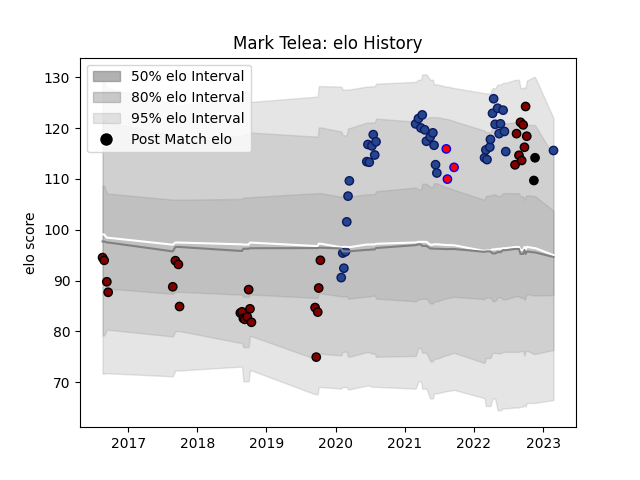 Mark Telea: elo History
50% elo Interval
80% elo Interval
95% elo Interval
Post Match elo
elo score
130
120
110
100
90
80
70
2017 2018 2019 2020 2021 2022 2023